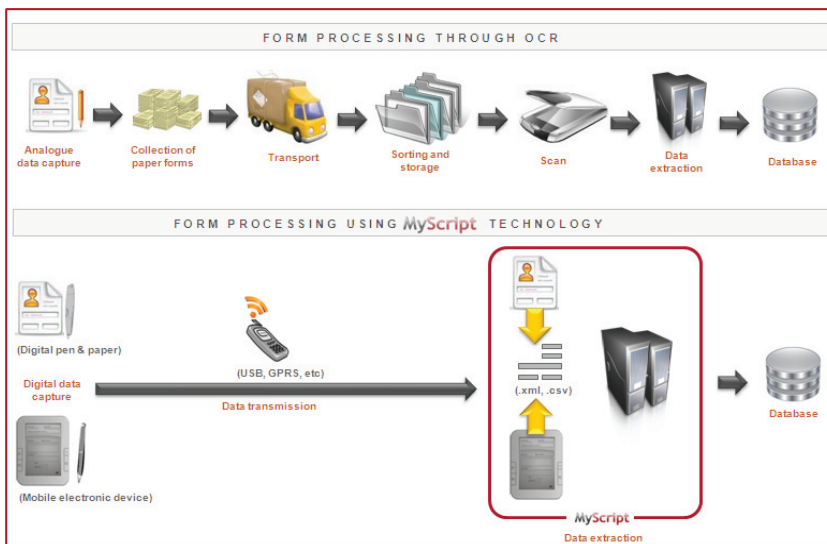 FORM PROCESSING THROUGH OCR
Analogue
data capture
Collection of
paper forms
Transport
Sorting and
storage
Scan
Data
extraction
Database
FORM PROCESSING USING MyScript TECHNOLOGY
(Digital pen & paper)
Digital data
capture
(Mobile electronic device)
(USB, GPRS, etc)
Data transmission
(.xml, .csv)
MyScript
Data extraction
Database